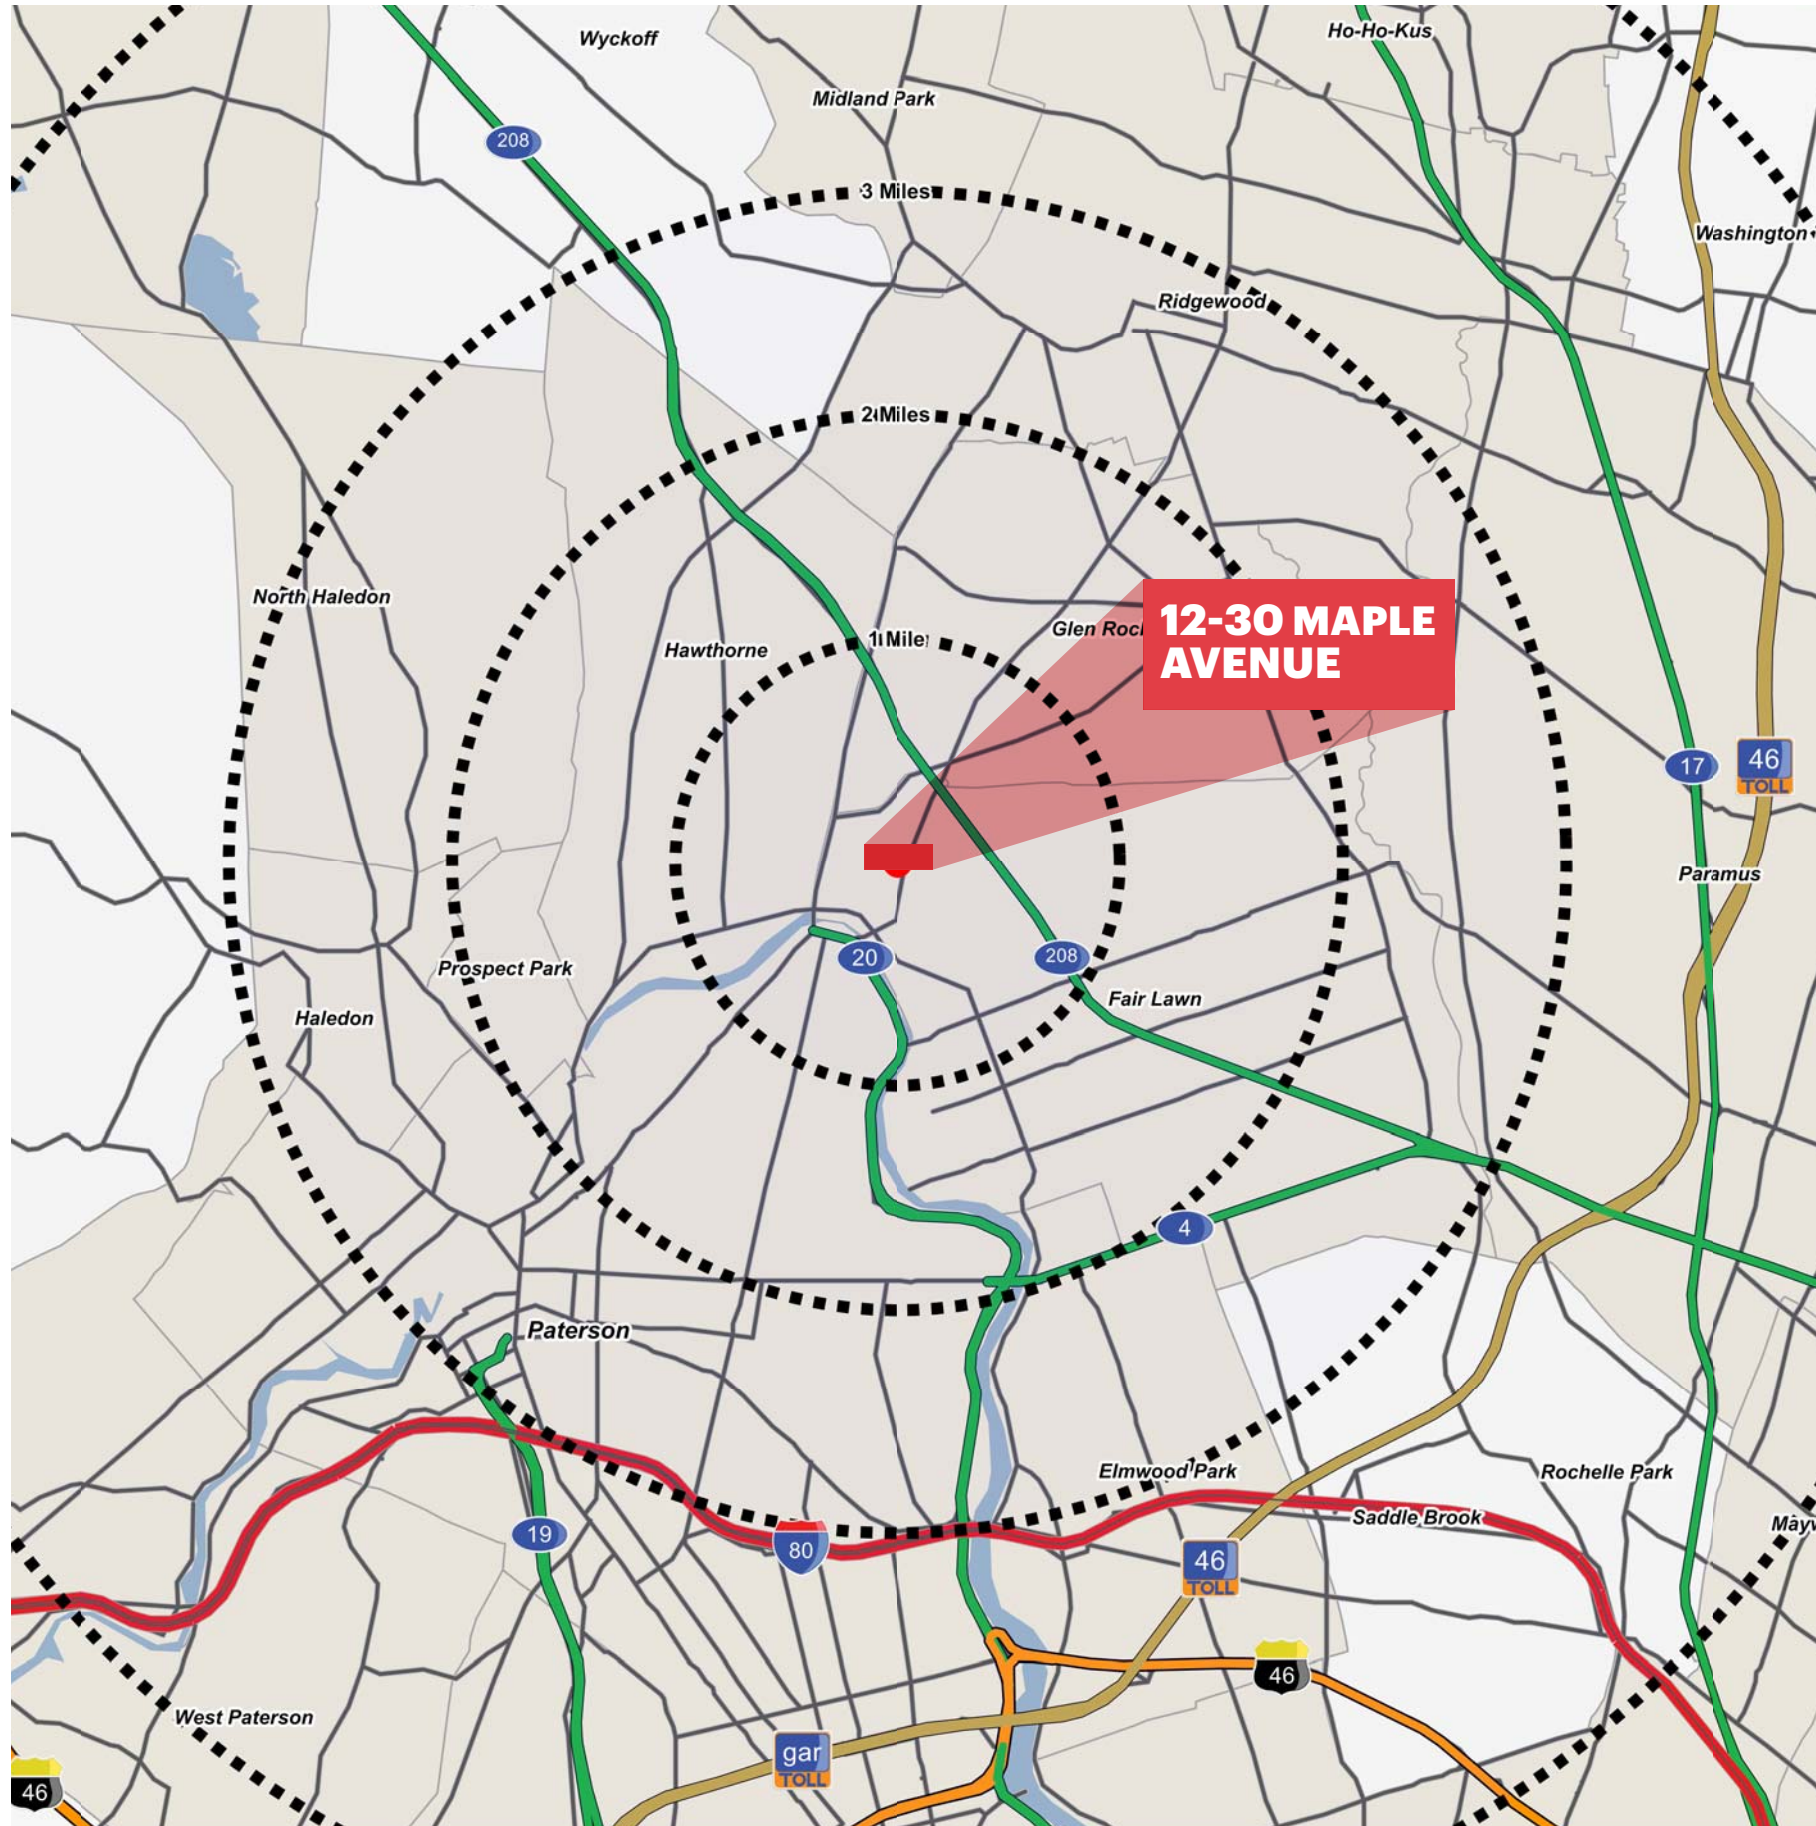 Wyckoff
Ho-Ho-Kus
Midland Park
208
3 Miles
Washington
Ridgewood
2 Miles
North Haledon
12-30 MAPLE
AVENUE
Glen Roc
1 Mile
Hawthorne
17
46
TOLL
Paramus
20
208
Prospect Park
Fair Lawn
Haledon
4
Paterson
Elmwood Park
Rochelle Park
Saddle Brook
19
80
46
TOLL
46
West Paterson
gar
TOLL
46